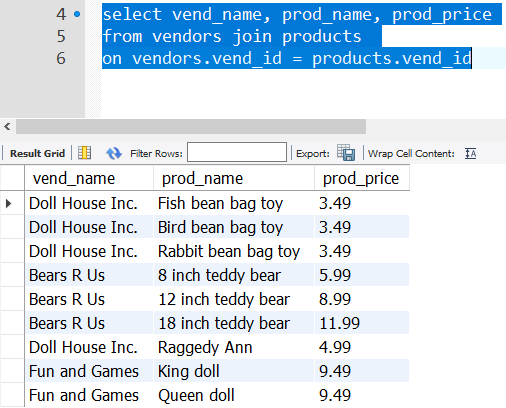 4 select vend_name, prod_name, prod_price
5 from vendors join products
6 on vendors.vend_id = products.vend_id
Result Grid Filter Rows: Export: Wrap Cell Content: IA
vend_name prod_name prod_price
Doll House Inc. Fish bean bag toy 3.49
Doll House Inc. Bird bean bag toy 3.49
Doll House Inc. Rabbit bean bag toy 3.49
Bears R Us 8 inch teddy bear 5.99
Bears R Us 12 inch teddy bear 8.99
Bears R Us 18 inch teddy bear 11.99
Doll House Inc. Raggedy Ann 4.99
Fun and Games King doll 9.49
Fun and Games Queen doll 9.49